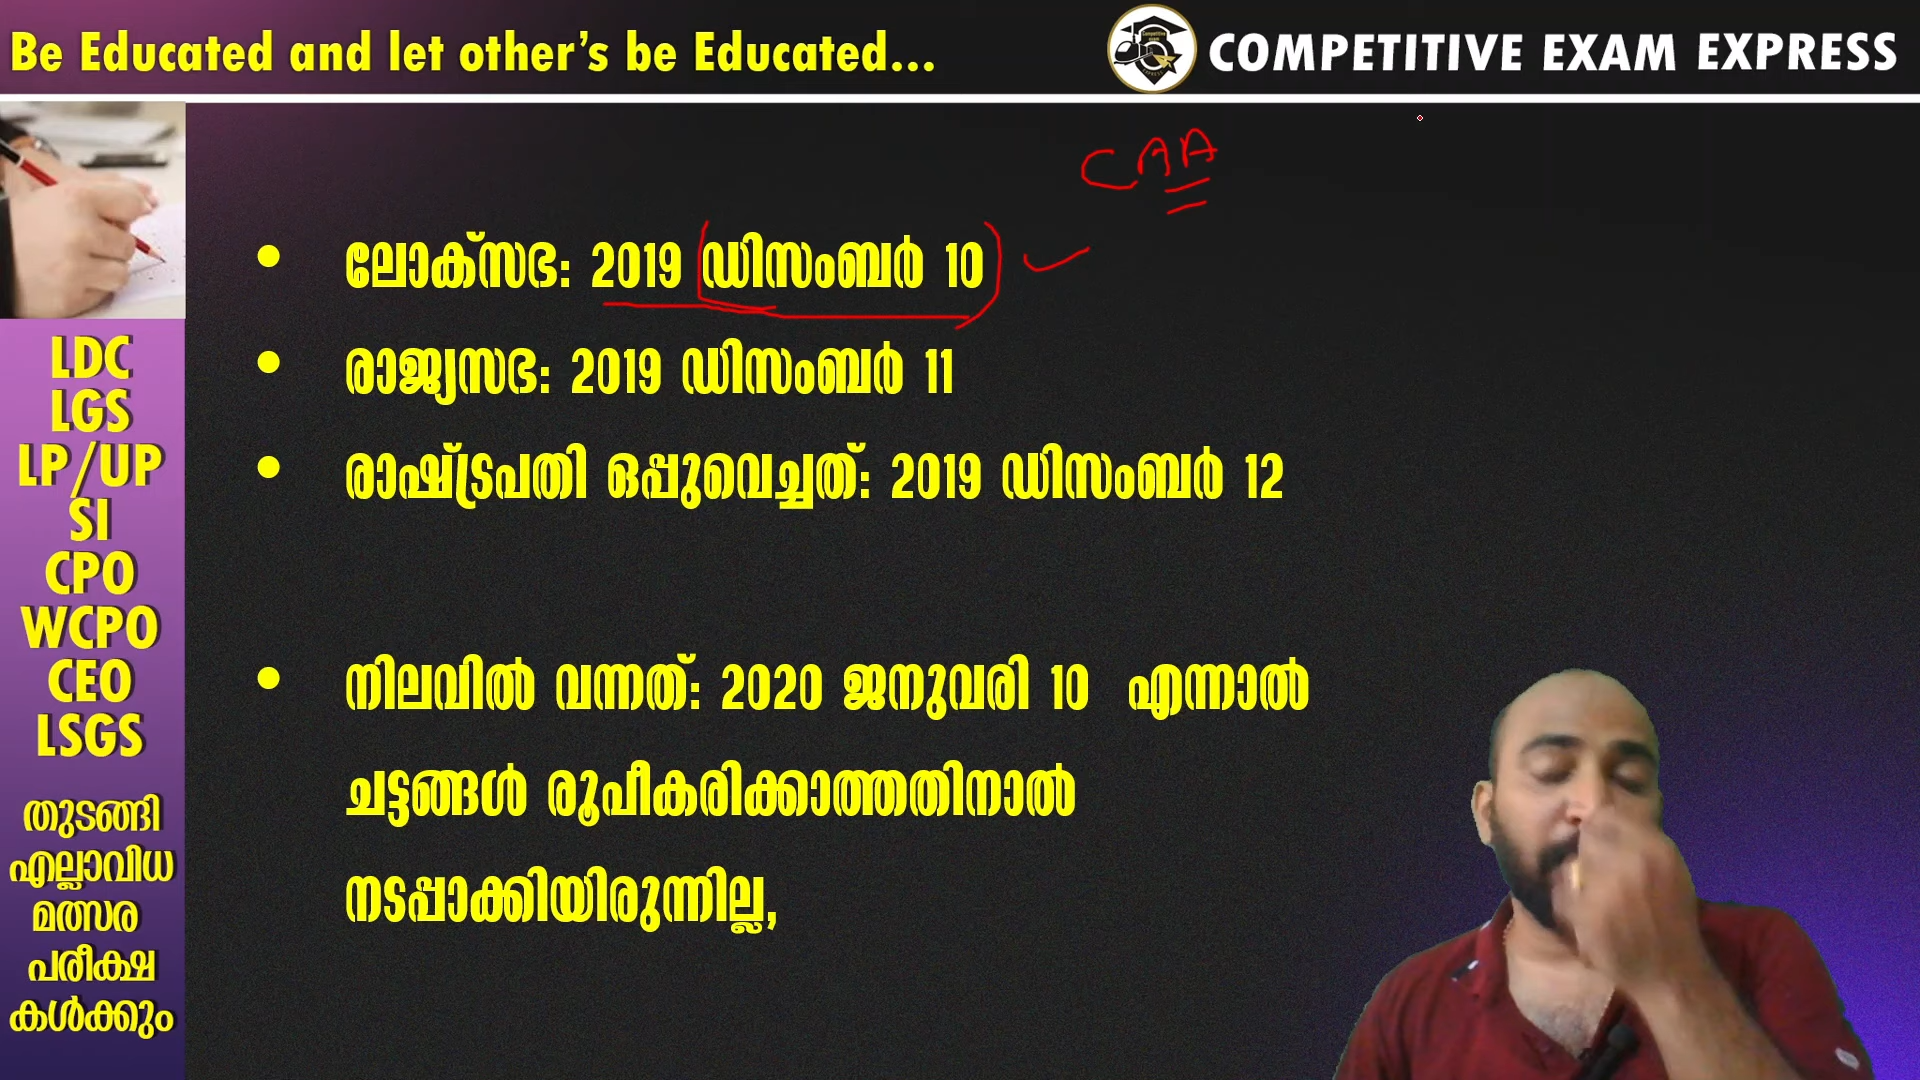 Be Educated and let other's be Educated...
COMPETITIVE EXAM EXPRESS
CAA
• ലോക്സഭ: 2019 ഡിസംബർ 10
• രാജ്യസഭ: 2019 ഡിസംബർ 11
• രാഷ്ട്രപതി ഒപ്പുവെച്ചത്: 2019 ഡിസംബർ 12
• നിലവിൽ വന്നത്: 2020 ജനുവരി 10 എന്നാൽ
ചട്ടങ്ങൾ രൂപീകരിക്കാത്തതിനാൽ
നടപ്പാക്കിയിരുന്നില്ല,
LDC
LGS
LP/UP
SI
CPO
WCPO
CEO
LSGS
തുടങ്ങി
എല്ലാവിധ
മത്സര
പരീക്ഷ
കൾക്കും